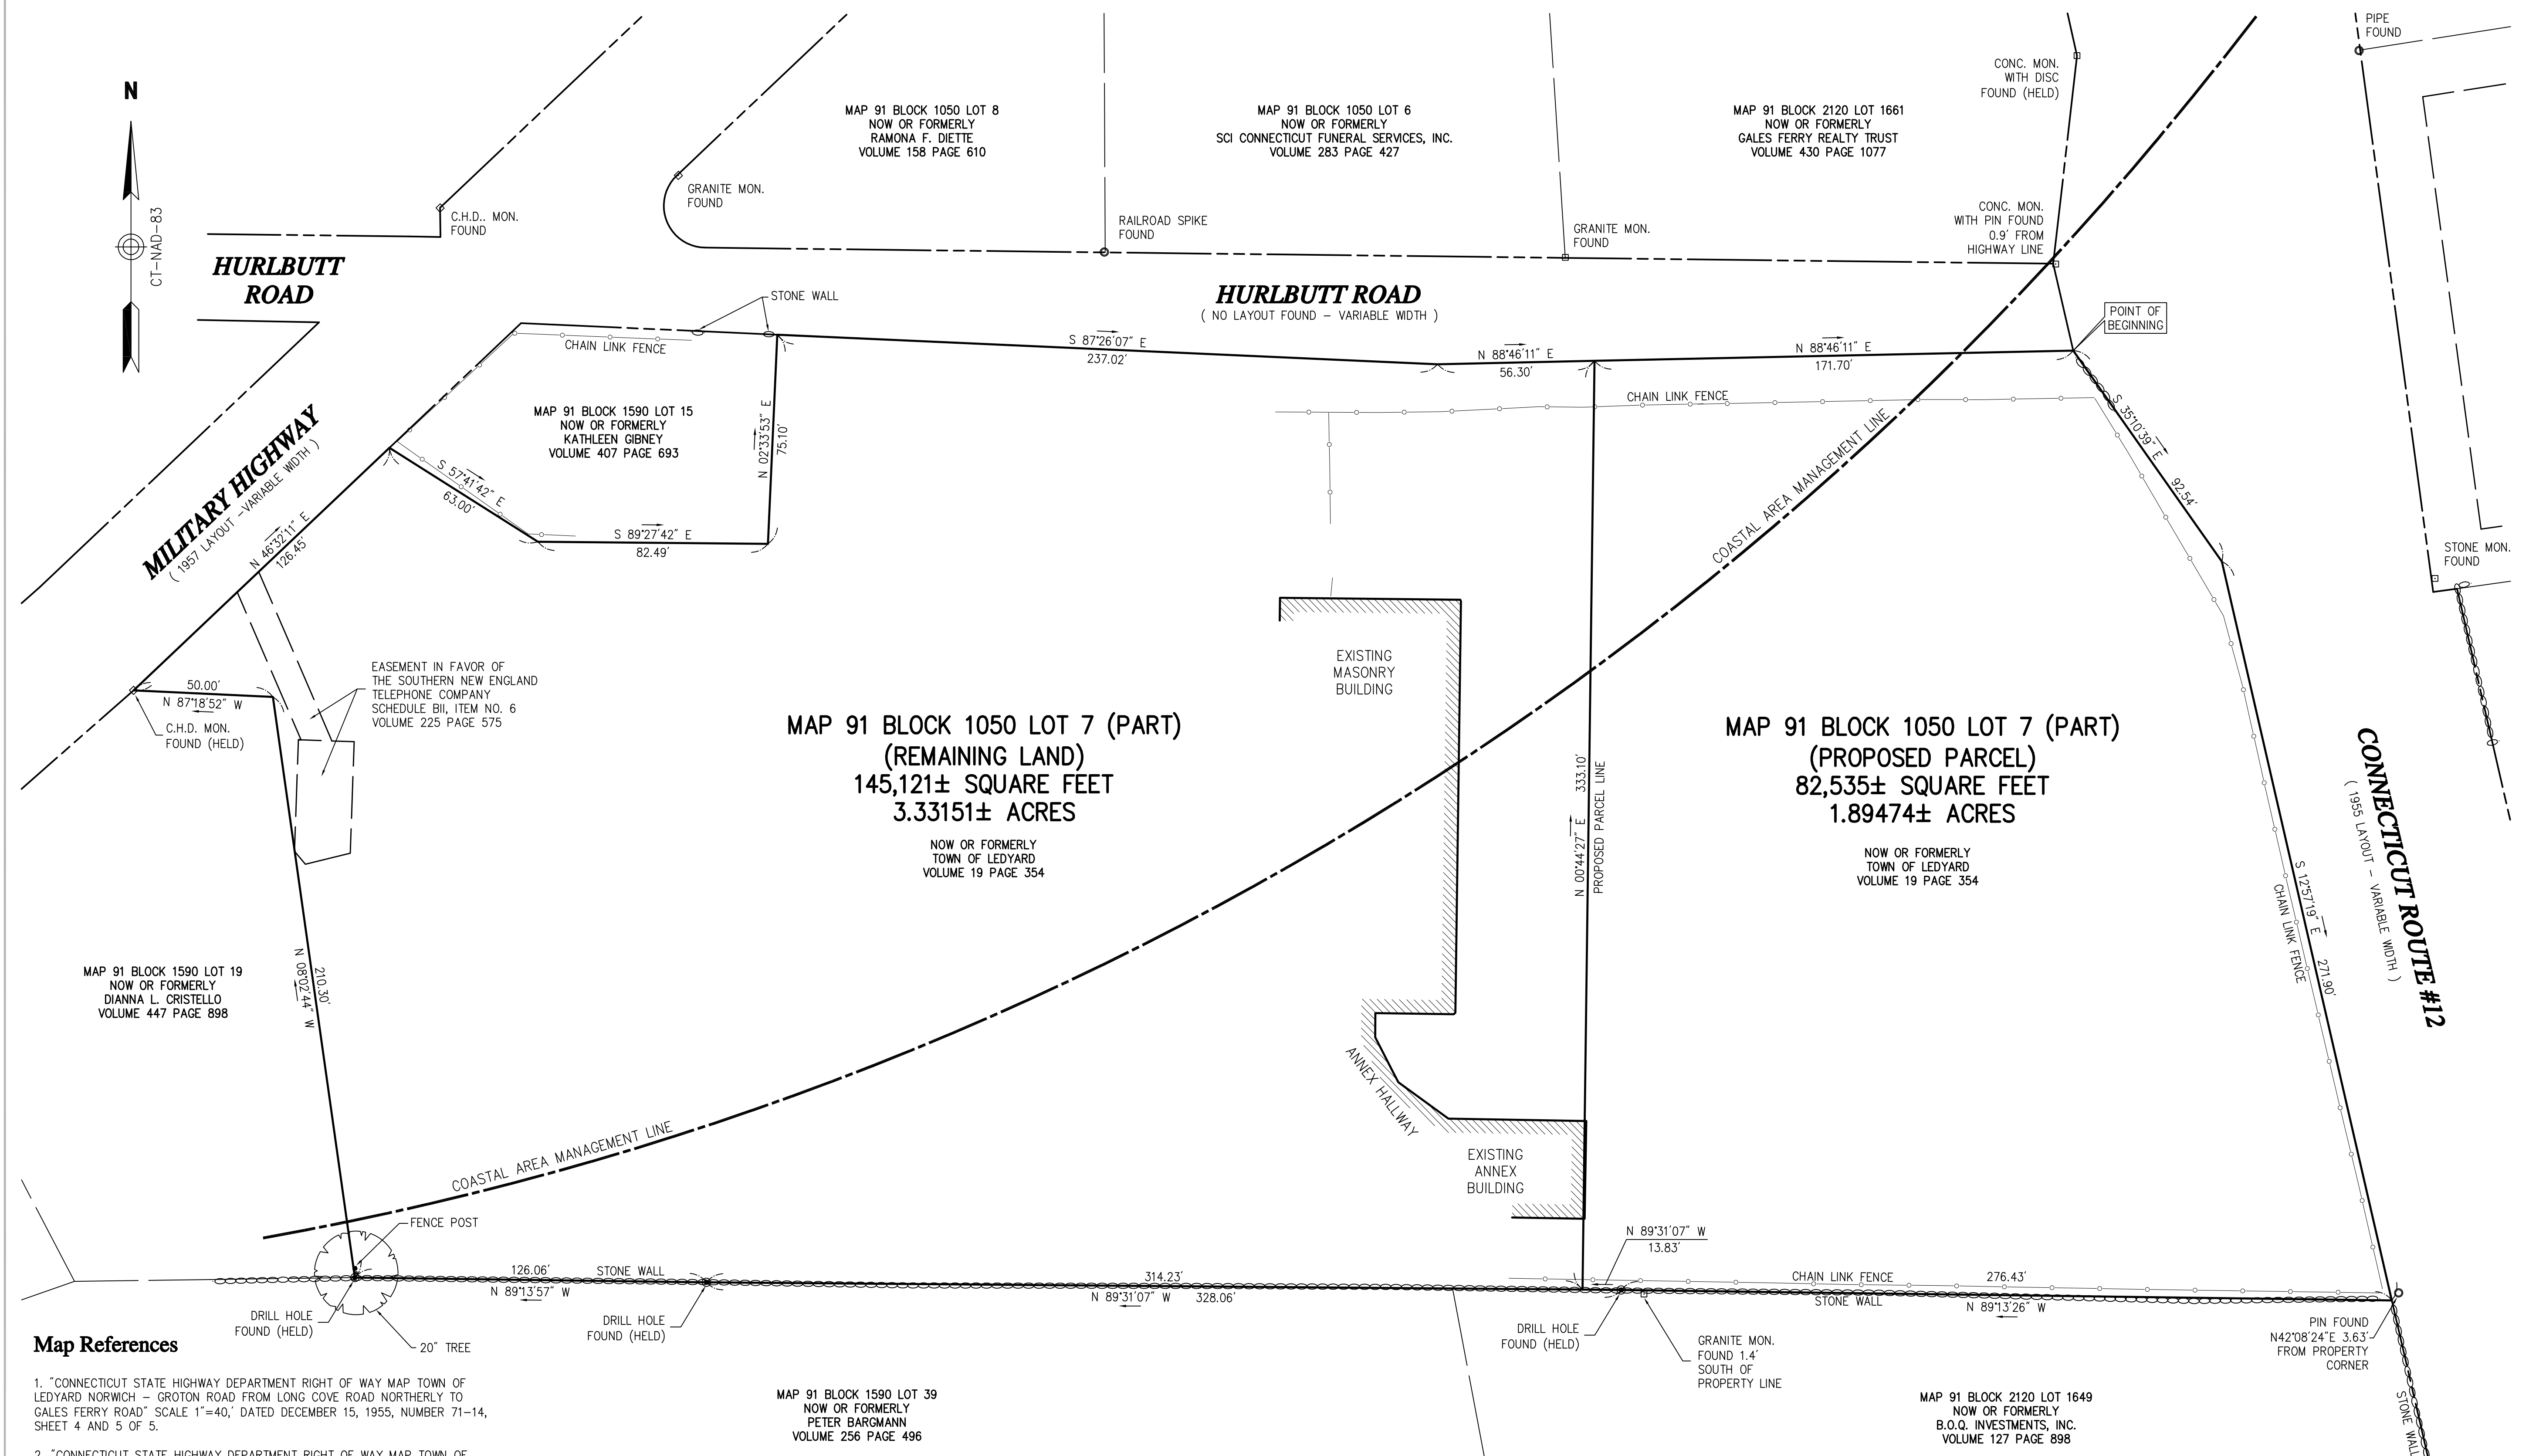 N
CT-NAD-83
HURLBUTT
ROAD
C.H.D.. MON.
FOUND
GRANITE MON.
FOUND
MAP 91 BLOCK 1050 LOT 8
NOW OR FORMERLY
RAMONA F. DIETTE
VOLUME 158 PAGE 610
RAILROAD SPIKE
FOUND
MAP 91 BLOCK 1050 LOT 6
NOW OR FORMERLY
SCI CONNECTICUT FUNERAL SERVICES, INC.
VOLUME 283 PAGE 427
GRANITE MON.
FOUND
MAP 91 BLOCK 2120 LOT 1661
NOW OR FORMERLY
GALES FERRY REALTY TRUST
VOLUME 430 PAGE 1077
CONC. MON.
WITH DISC
FOUND (HELD)
CONC. MON.
WITH PIN FOUND
0.9' FROM
HIGHWAY LINE
PIPE
FOUND
HURLBUTT ROAD
( NO LAYOUT FOUND - VARIABLE WIDTH )
POINT OF
BEGINNING
STONE WALL
CHAIN LINK FENCE
S 87°26'07" E
237.02'
N 88°46'11" E
56.30'
N 88°46'11" E
171.70'
CHAIN LINK FENCE
S 35°10'39" E
92.54'
STONE MON.
FOUND
MAP 91 BLOCK 1590 LOT 15
NOW OR FORMERLY
KATHLEEN GIBNEY
VOLUME 407 PAGE 693
N 02°33'53" E
75.10'
S 57°41'42" E
63.00'
S 89°27'42" E
82.49'
MILITARY HIGHWAY
( 1957 LAYOUT -VARIABLE WIDTH )
N 46°32'11" E
126.45'
COASTAL AREA MANAGEMENT LINE
EXISTING
MASONRY
BUILDING
50.00'
N 87°18'52" W
C.H.D. MON.
FOUND (HELD)
EASEMENT IN FAVOR OF
THE SOUTHERN NEW ENGLAND
TELEPHONE COMPANY
SCHEDULE BII, ITEM NO. 6
VOLUME 225 PAGE 575
MAP 91 BLOCK 1050 LOT 7 (PART)
(REMAINING LAND)
145,121± SQUARE FEET
3.33151± ACRES
NOW OR FORMERLY
TOWN OF LEDYARD
VOLUME 19 PAGE 354
N 00°44'27" E 333.10'
PROPOSED PARCEL LINE
MAP 91 BLOCK 1050 LOT 7 (PART)
(PROPOSED PARCEL)
82,535± SQUARE FEET
1.89474± ACRES
NOW OR FORMERLY
TOWN OF LEDYARD
VOLUME 19 PAGE 354
CONNECTICUT ROUTE #12
( 1955 LAYOUT - VARIABLE WIDTH )
S 12°57'19" E 271.90'
CHAIN LINK FENCE
MAP 91 BLOCK 1590 LOT 19
NOW OR FORMERLY
DIANNA L. CRISTELLO
VOLUME 447 PAGE 898
210.30'
N 08°02'44" W
ANNEX HALLWAY
EXISTING
ANNEX
BUILDING
COASTAL AREA MANAGEMENT LINE
FENCE POST
126.06'
STONE WALL
N 89°13'57" W
DRILL HOLE
FOUND (HELD)
20" TREE
DRILL HOLE
FOUND (HELD)
314.23'
N 89°31'07" W 328.06'
N 89°31'07" W
13.83'
CHAIN LINK FENCE
276.43'
STONE WALL
N 89°13'26" W
DRILL HOLE
FOUND (HELD)
GRANITE MON.
FOUND 1.4'
SOUTH OF
PROPERTY LINE
PIN FOUND
N42°08'24"E 3.63'
FROM PROPERTY
CORNER
STONE WALL
MAP 91 BLOCK 1590 LOT 39
NOW OR FORMERLY
PETER BARGMANN
VOLUME 256 PAGE 496
MAP 91 BLOCK 2120 LOT 1649
NOW OR FORMERLY
B.O.Q. INVESTMENTS, INC.
VOLUME 127 PAGE 898
Map References
1. "CONNECTICUT STATE HIGHWAY DEPARTMENT RIGHT OF WAY MAP TOWN OF
LEDYARD NORWICH - GROTON ROAD FROM LONG COVE ROAD NORTHERLY TO
GALES FERRY ROAD" SCALE 1"=40,' DATED DECEMBER 15, 1955, NUMBER 71-14,
SHEET 4 AND 5 OF 5.
2. "CONNECTICUT STATE HIGHWAY DEPARTMENT RIGHT OF WAY MAP TOWN OF